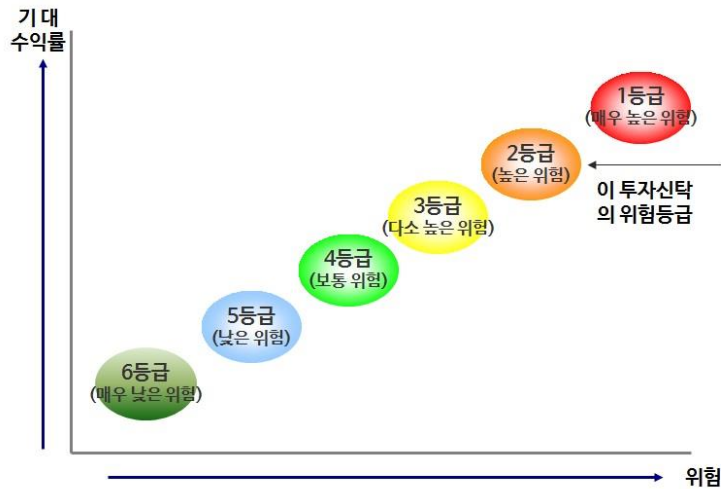 기대
수익률
1등급
(매우 높은 위험)
2등급
(높은 위험)
이 투자신탁
의 위험등급
3등급
(다소 높은 위험)
4등급
(보통 위험)
5등급
(낮은 위험)
6등급
(매우 낮은 위험)
위험